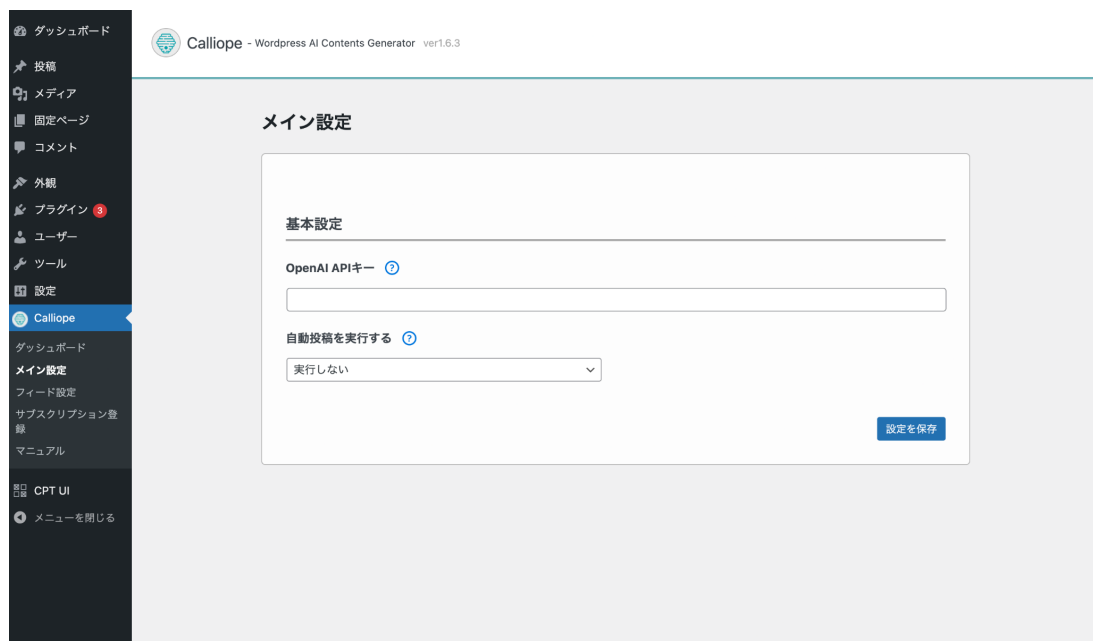 ダッシュボード
投稿
メディア
固定ページ
コメント
外観
プラグイン 3
ユーザー
ツール
設定
Calliope
ダッシュボード
メイン設定
フィード設定
サブスクリプション登
録
マニュアル
CPT UI
メニューを閉じる
Calliope - Wordpress AI Contents Generator ver1.6.3
メイン設定
基本設定
OpenAI APIキー ?
自動投稿を実行する ?
実行しない
設定を保存